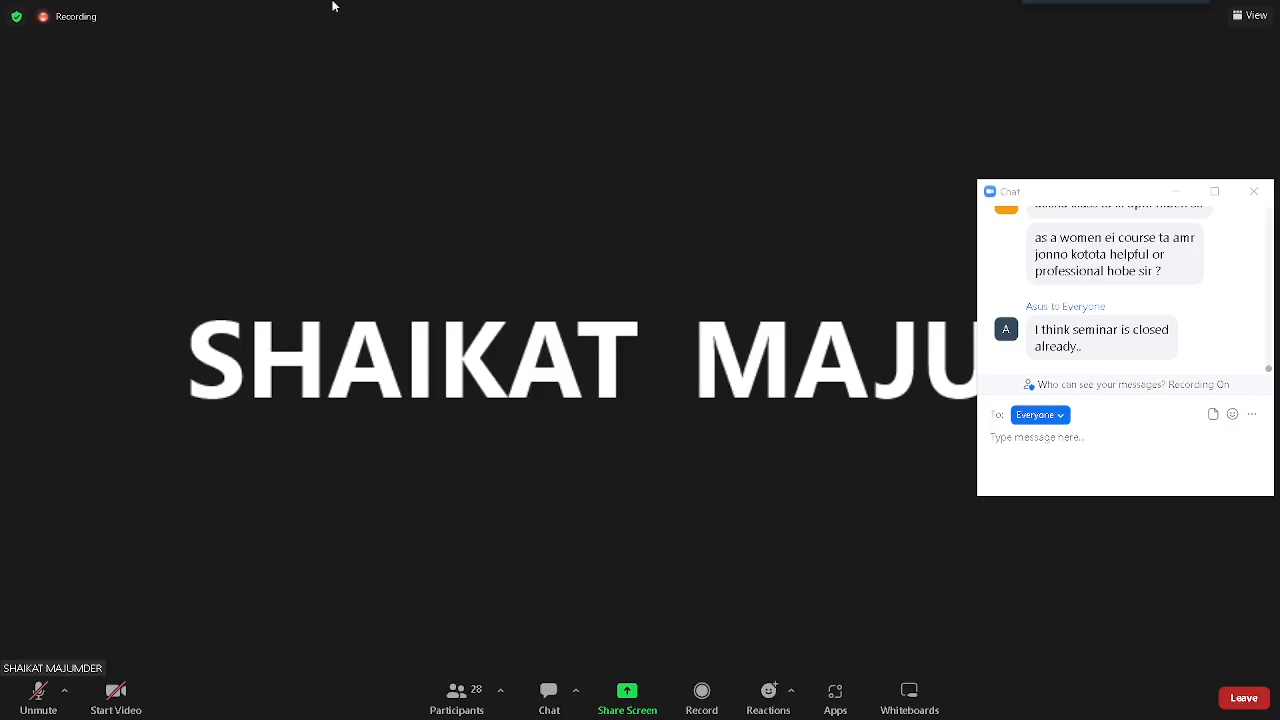 Recording
View
SHAIKAT MAJU
Chat
as a women ei course ta amr
jonno kotota helpful or
professional hobe sir ?
Asus to Everyone
A
I think seminar is closed
already..
Who can see your messages? Recording On
To:
Everyone
Type message here...
SHAIKAT MAJUMDER
28
Unmute
Start Video
Participants
Chat
Share Screen
Record
Reactions
Apps
Whiteboards
Leave